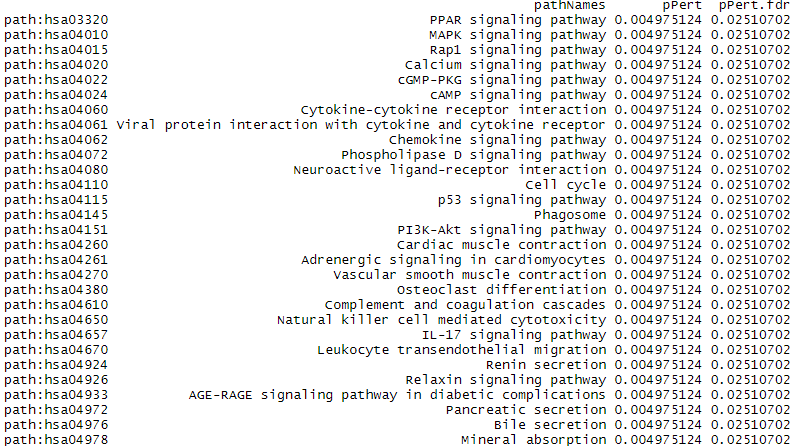 pathNames pPert pPert.fdr
path:hsa03320 PPAR signaling pathway 0.004975124 0.02510702
path:hsa04010 MAPK signaling pathway 0.004975124 0.02510702
path:hsa04015 Rap1 signaling pathway 0.004975124 0.02510702
path:hsa04020 Calcium signaling pathway 0.004975124 0.02510702
path:hsa04022 cGMP-PKG signaling pathway 0.004975124 0.02510702
path:hsa04024 cAMP signaling pathway 0.004975124 0.02510702
path:hsa04060 Cytokine-cytokine receptor interaction 0.004975124 0.02510702
path:hsa04061 Viral protein interaction with cytokine and cytokine receptor 0.004975124 0.02510702
path:hsa04062 Chemokine signaling pathway 0.004975124 0.02510702
path:hsa04072 Phospholipase D signaling pathway 0.004975124 0.02510702
path:hsa04080 Neuroactive ligand-receptor interaction 0.004975124 0.02510702
path:hsa04110 Cell cycle 0.004975124 0.02510702
path:hsa04115 p53 signaling pathway 0.004975124 0.02510702
path:hsa04145 Phagosome 0.004975124 0.02510702
path:hsa04151 PI3K-Akt signaling pathway 0.004975124 0.02510702
path:hsa04260 Cardiac muscle contraction 0.004975124 0.02510702
path:hsa04261 Adrenergic signaling in cardiomyocytes 0.004975124 0.02510702
path:hsa04270 Vascular smooth muscle contraction 0.004975124 0.02510702
path:hsa04380 Osteoclast differentiation 0.004975124 0.02510702
path:hsa04610 Complement and coagulation cascades 0.004975124 0.02510702
path:hsa04650 Natural killer cell mediated cytotoxicity 0.004975124 0.02510702
path:hsa04657 IL-17 signaling pathway 0.004975124 0.02510702
path:hsa04670 Leukocyte transendothelial migration 0.004975124 0.02510702
path:hsa04924 Renin secretion 0.004975124 0.02510702
path:hsa04926 Relaxin signaling pathway 0.004975124 0.02510702
path:hsa04933 AGE-RAGE signaling pathway in diabetic complications 0.004975124 0.02510702
path:hsa04972 Pancreatic secretion 0.004975124 0.02510702
path:hsa04976 Bile secretion 0.004975124 0.02510702
path:hsa04978 Mineral absorption 0.004975124 0.02510702